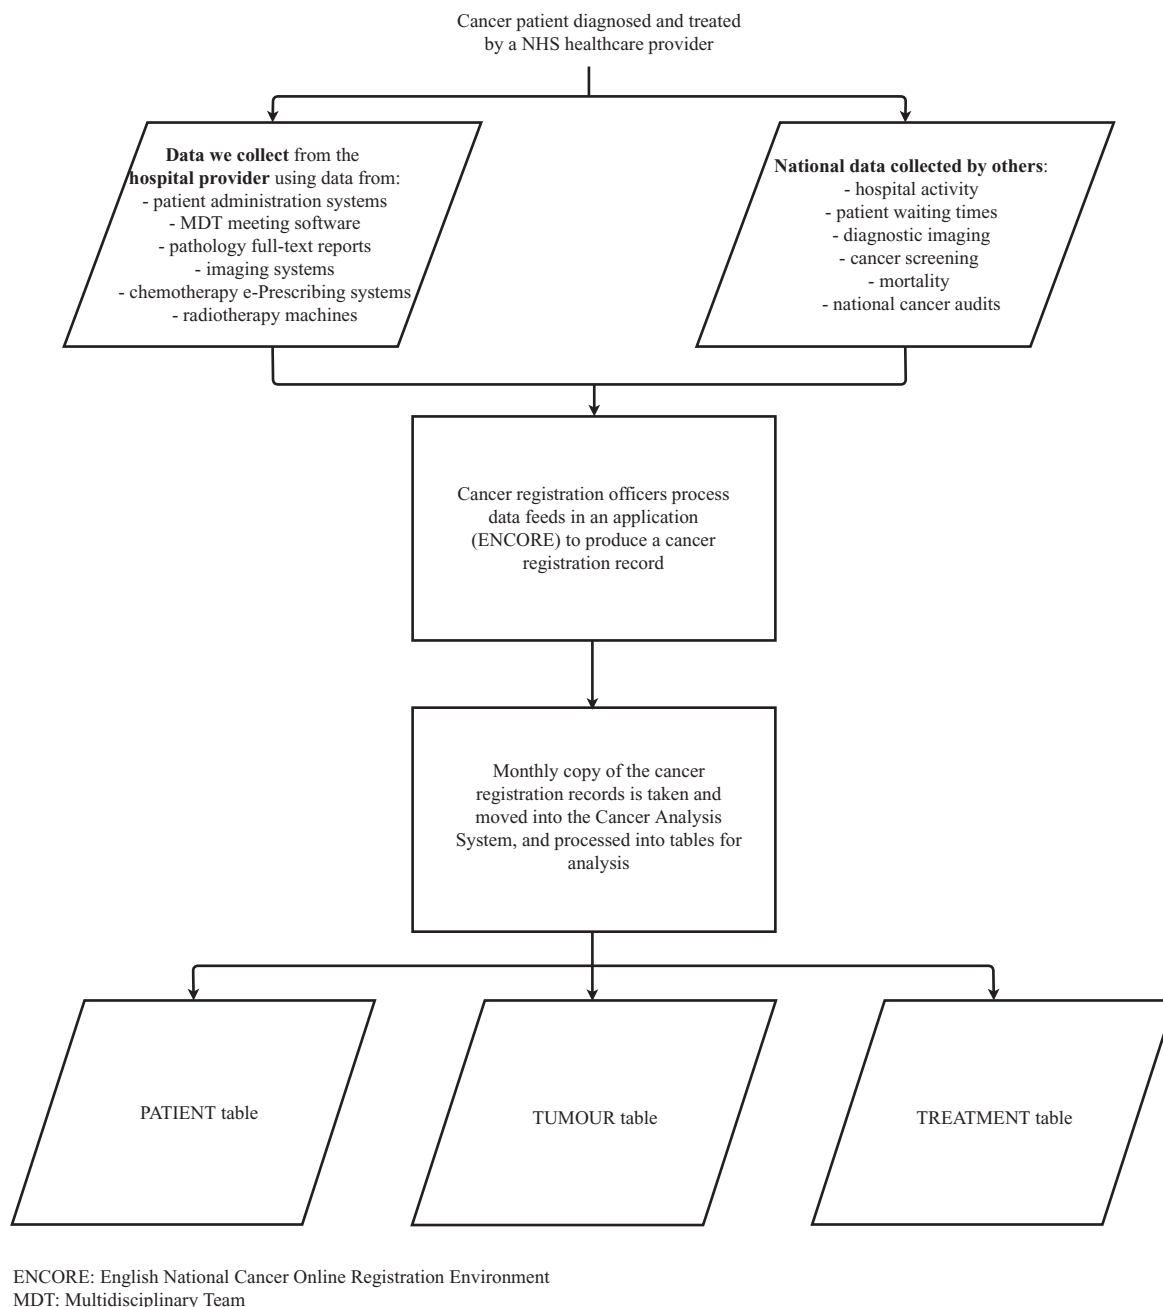 Cancer patient diagnosed and treated
by a NHS healthcare provider
Data we collect from the
hospital provider using data from:
- patient administration systems
- MDT meeting software
- pathology full-text reports
- imaging systems
- chemotherapy e-Prescribing systems
- radiotherapy machines
National data collected by others:
- hospital activity
- patient waiting times
- diagnostic imaging
- cancer screening
- mortality
- national cancer audits
Cancer registration officers process
data feeds in an application
(ENCORE) to produce a cancer
registration record
Monthly copy of the cancer
registration records is taken and
moved into the Cancer Analysis
System, and processed into tables for
analysis
PATIENT table
TUMOUR table
TREATMENT table
ENCORE: English National Cancer Online Registration Environment
MDT: Multidisciplinary Team